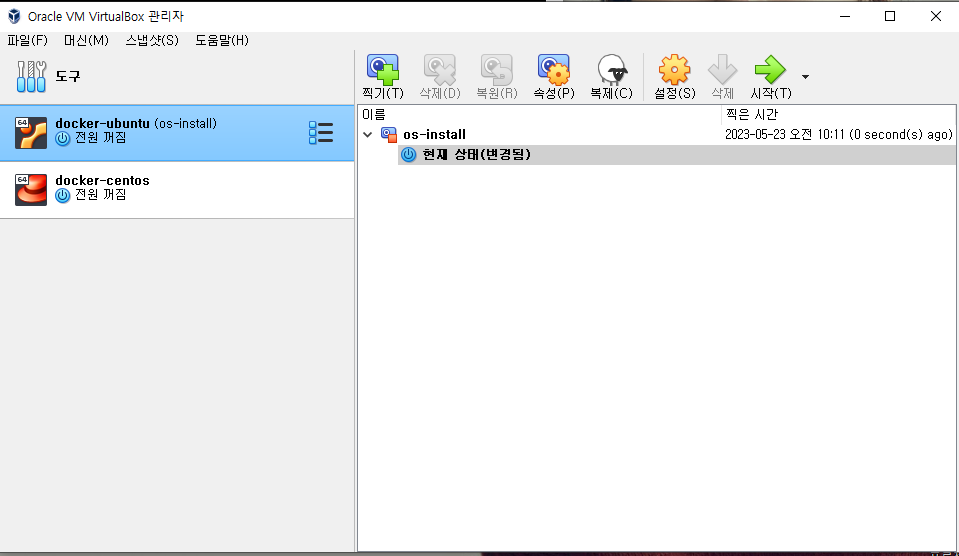 Oracle VM VirtualBox 관리자
파일(F) 머신(M) 스냅샷(S) 도움말(H)
도구
찍기(T) 삭제(D) 복원(R) 속성(P) 복제(C) 설정(S) 삭제 시작(T)
64
docker-ubuntu (os-install)
전원 꺼짐
64
docker-centos
전원 꺼짐
이름 찍은 시간
os-install 2023-05-23 오전 10:11 (0 second(s) ago)
현재 상태(변경됨)